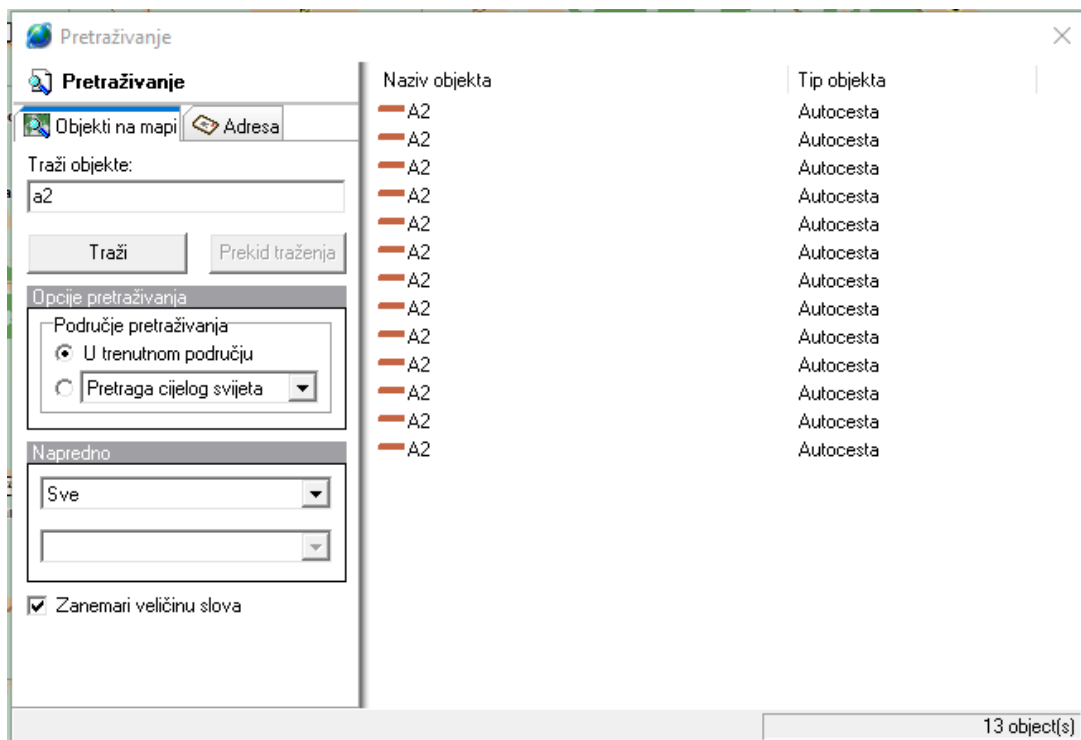 Pretraživanje
Pretraživanje
Objekti na mapi Adresa
Traži objekte:
a2
Traži Prekid traženja
Opcije pretraživanja
Područje pretraživanja
U trenutnom području
Pretraga cijelog svijeta
Napredno
Sve
Zanemari veličinu slova
Naziv objekta Tip objekta
A2 Autocesta
A2 Autocesta
A2 Autocesta
A2 Autocesta
A2 Autocesta
A2 Autocesta
A2 Autocesta
A2 Autocesta
A2 Autocesta
A2 Autocesta
A2 Autocesta
A2 Autocesta
A2 Autocesta
13 object(s)